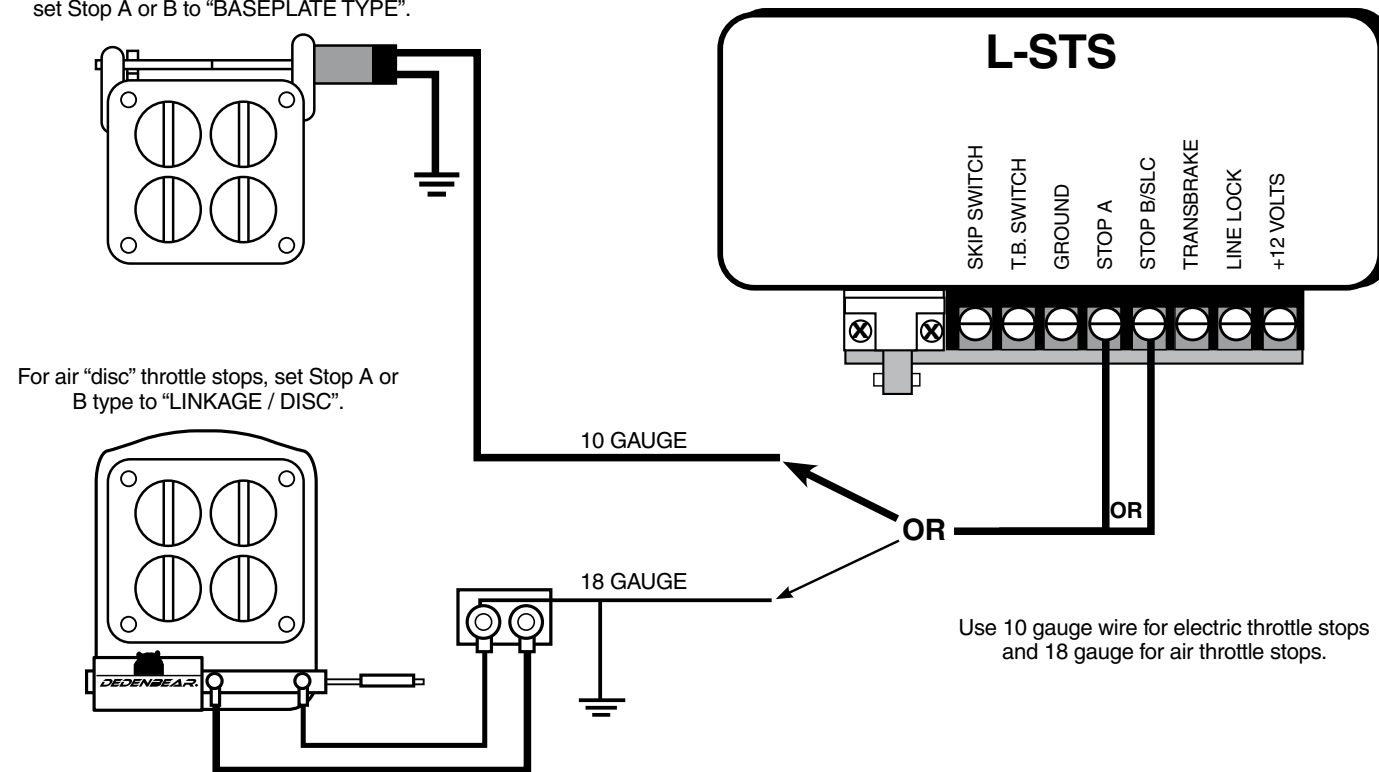 set Stop A or B to “BASEPLATE TYPE”.
L-STS
SKIP SWITCH
T.B. SWITCH
GROUND
STOP A
STOP B/SLC
TRANSBRAKE
LINE LOCK
+12 VOLTS
For air “disc” throttle stops, set Stop A or
B type to “LINKAGE / DISC”.
10 GAUGE
OR
OR
18 GAUGE
Use 10 gauge wire for electric throttle stops
and 18 gauge for air throttle stops.
DEDENBEAR.